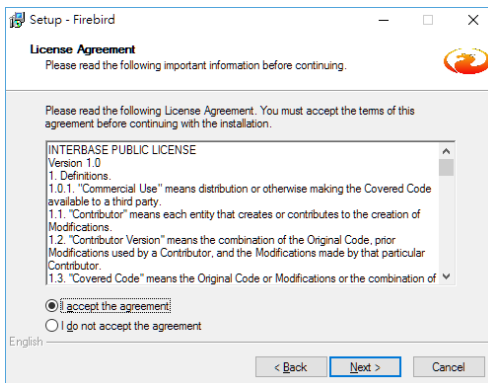 Setup - Firebird
License Agreement
Please read the following important information before continuing.
Please read the following License Agreement. You must accept the terms of this
agreement before continuing with the installation.
INTERBASE PUBLIC LICENSE
Version 1.0
1. Definitions.
1.0.1. "Commercial Use" means distribution or otherwise making the Covered Code
available to a third party.
1.1. "Contributor" means each entity that creates or contributes to the creation of
Modifications.
1.2. "Contributor Version" means the combination of the Original Code, prior
Modifications used by a Contributor, and the Modifications made by that particular
Contributor.
1.3. "Covered Code" means the Original Code or Modifications or the combination of
I accept the agreement
I do not accept the agreement
English
< Back Next > Cancel